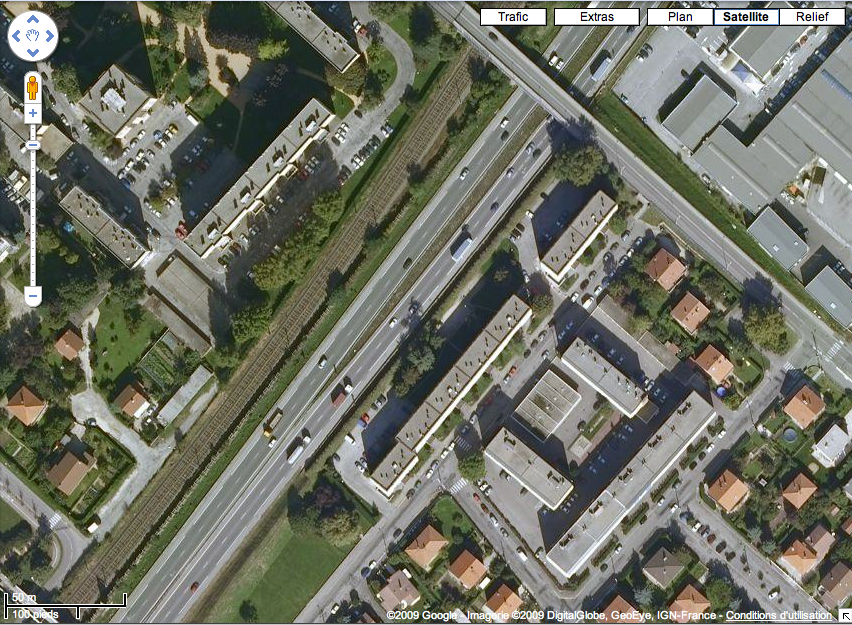 Trafic Extras Plan Satellite Relief
50 m
100 pieds
©2009 Google - Imagerie ©2009 DigitalGlobe, GeoEye, IGN-France - Conditions d'utilisation